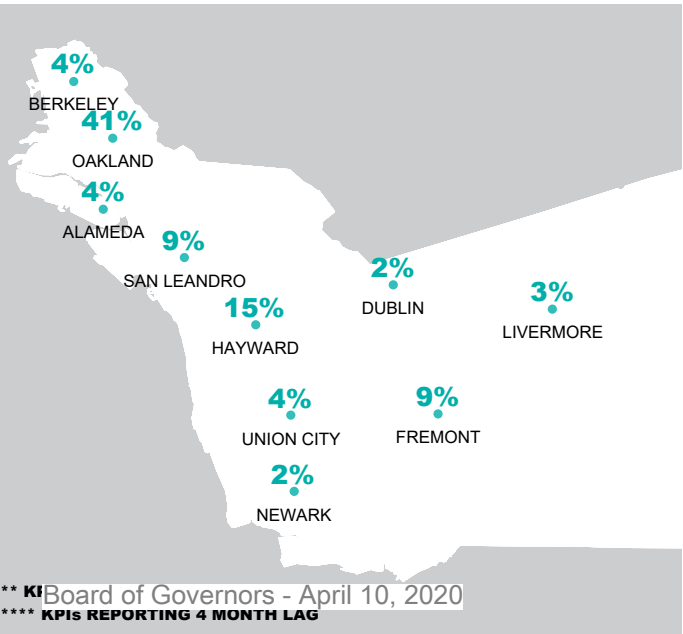 4%
BERKELEY
41%
OAKLAND
4%
ALAMEDA
9%
SAN LEANDRO
2%
DUBLIN
3%
LIVERMORE
15%
HAYWARD
4%
UNION CITY
9%
FREMONT
2%
NEWARK
**
Board of Governors - April 10, 2020
**** KPIs REPORTING 4 MONTH LAG